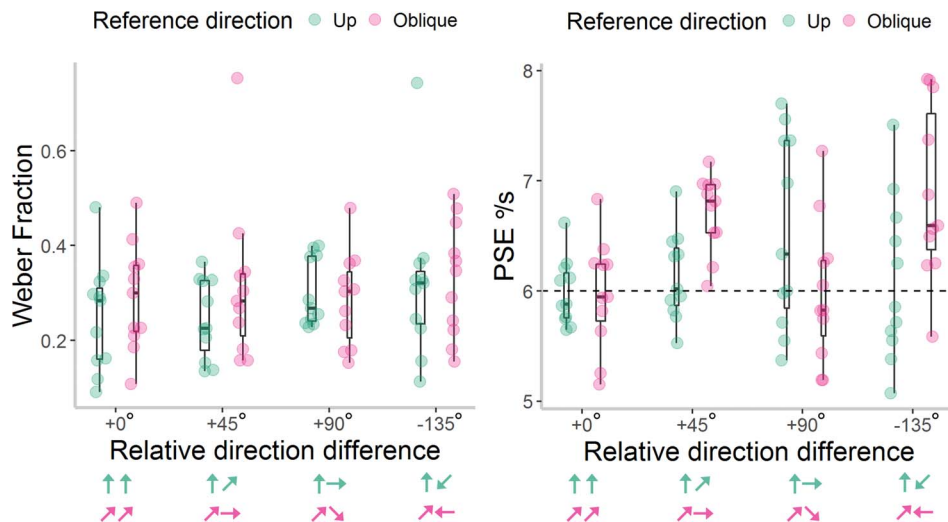 Reference direction Up Oblique
Weber Fraction
0.6
0.4
0.2
+0° +45° +90° -135°
Relative direction difference
Reference direction Up Oblique
PSE %/s
8
7
6
5
+0° +45° +90° -135°
Relative direction difference